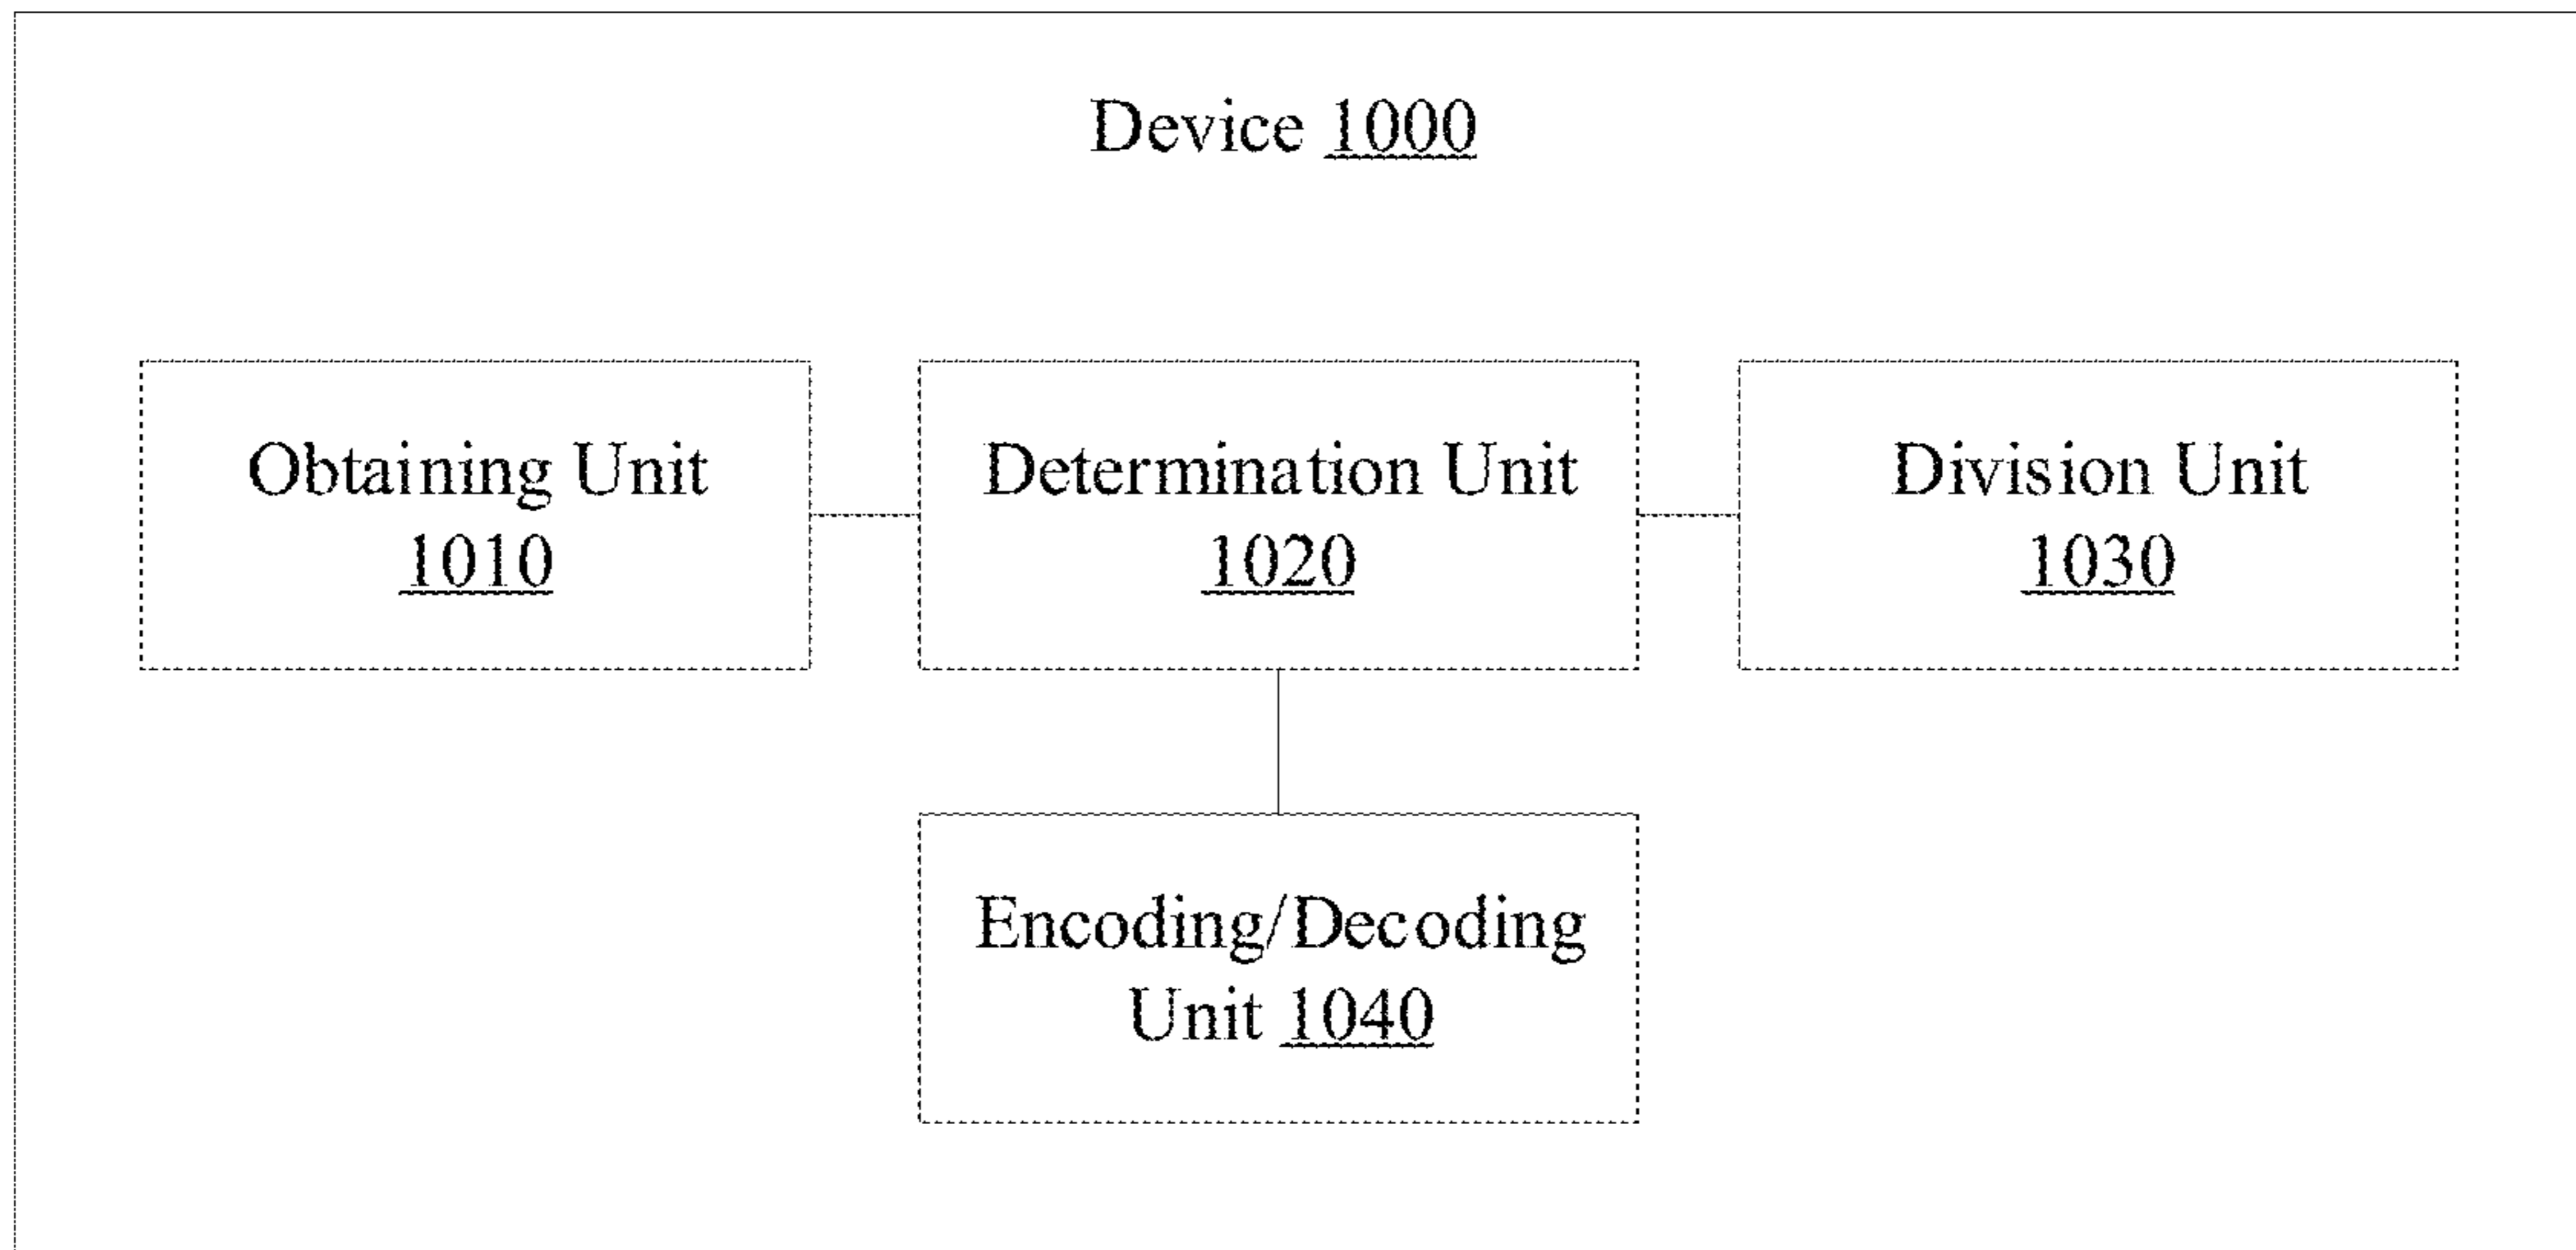 Device 1000
Obtaining Unit
1010
Determination Unit
1020
Division Unit
1030
Encoding/Decoding
Unit 1040